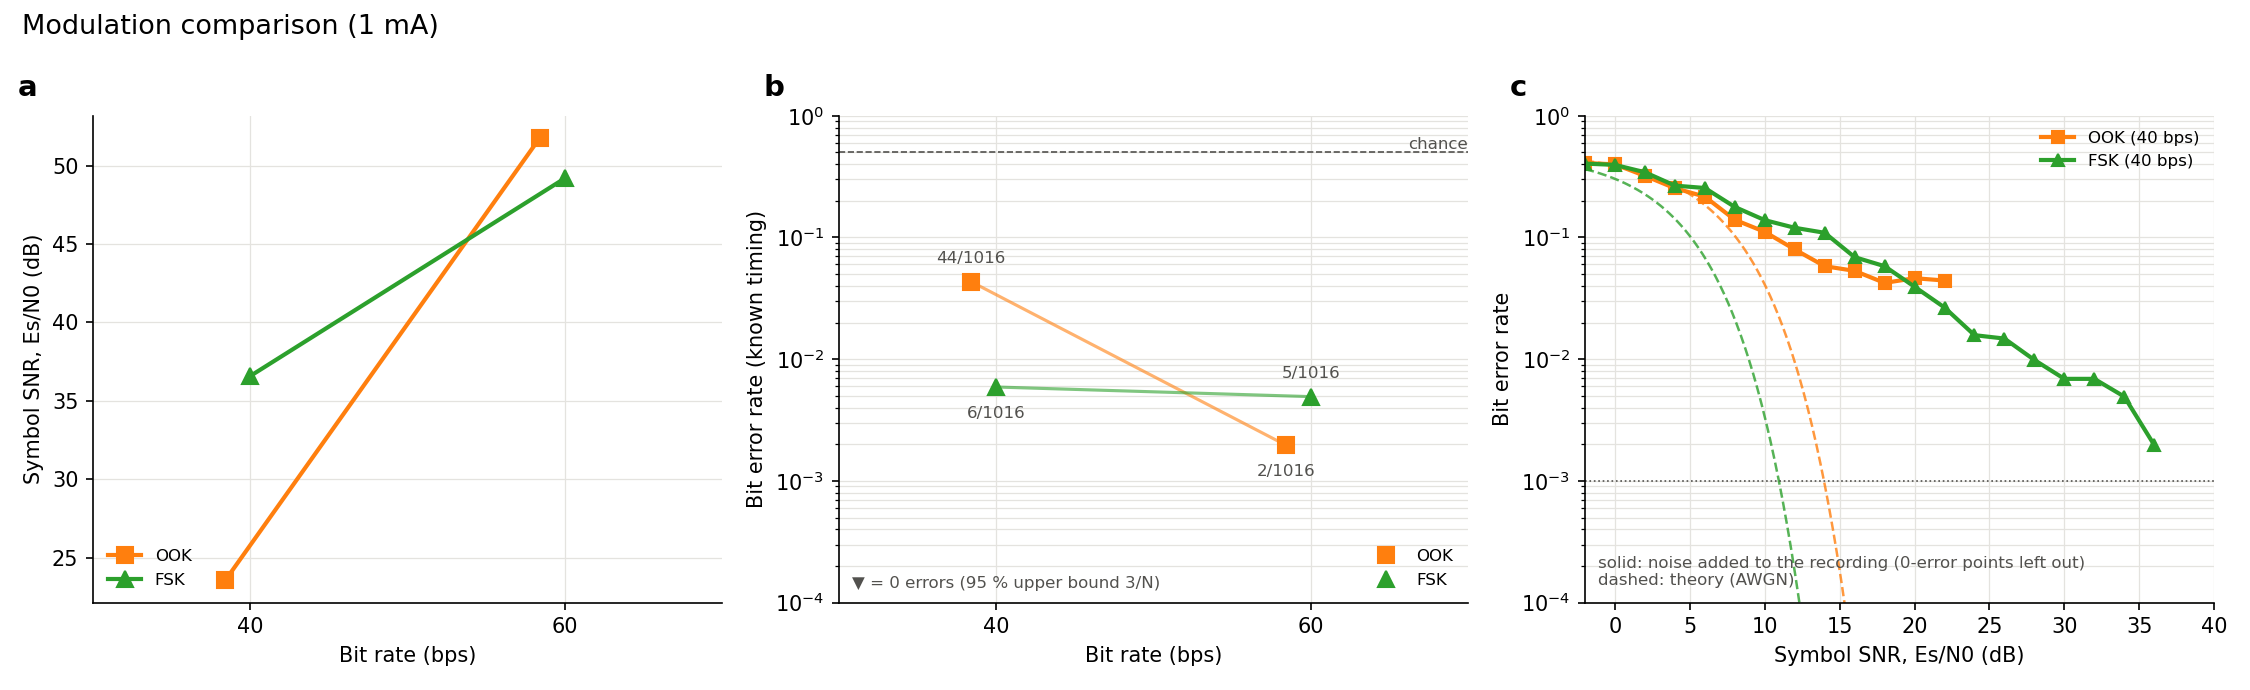 Modulation comparison (1 mA)
a
50
45
40
35
30
25
Symbol SNR, Es/N0 (dB)
OOK
FSK
40
60
Bit rate (bps)
b
10⁰
10⁻¹
10⁻²
10⁻³
10⁻⁴
Bit error rate (known timing)
chance
44/1016
6/1016
5/1016
2/1016
▼ = 0 errors (95 % upper bound 3/N)
OOK
FSK
40
60
Bit rate (bps)
c
10⁰
10⁻¹
10⁻²
10⁻³
10⁻⁴
Bit error rate
OOK (40 bps)
FSK (40 bps)
solid: noise added to the recording (0-error points left out)
dashed: theory (AWGN)
0
5
10
15
20
25
30
35
40
Symbol SNR, Es/N0 (dB)